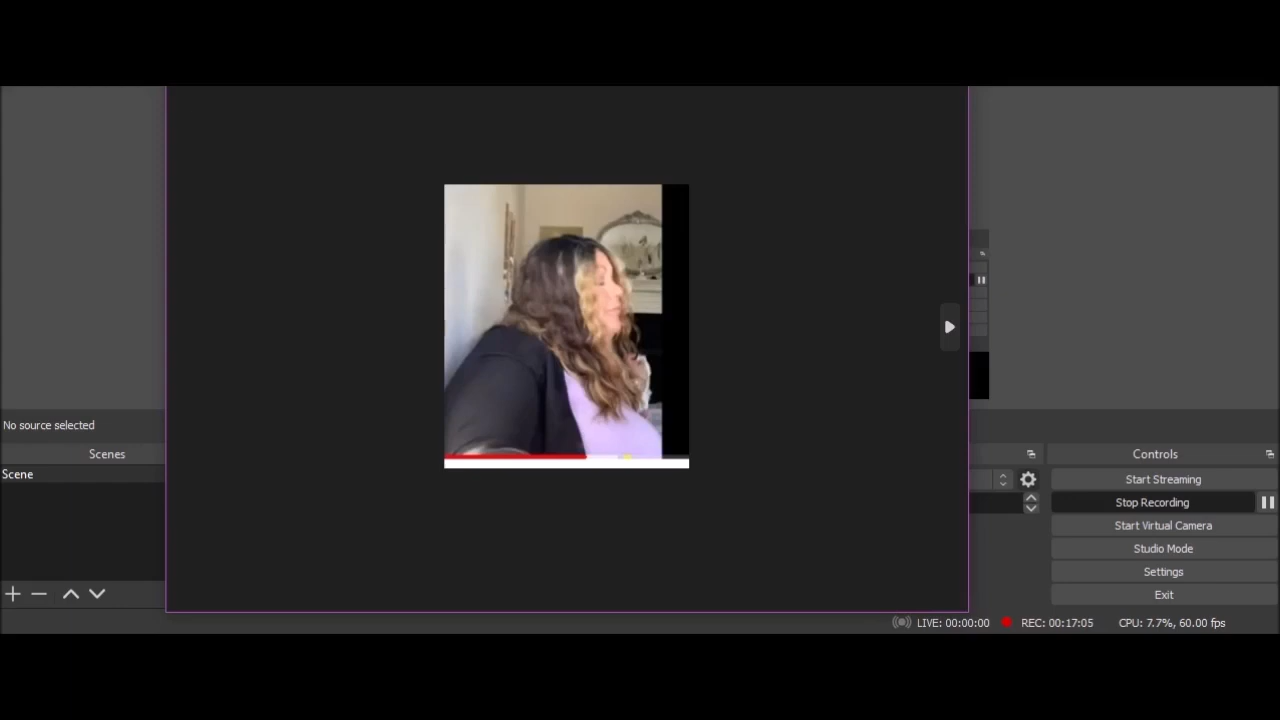 No source selected
Scenes
Controls
Scene
Start Streaming
Stop Recording
Start Virtual Camera
Studio Mode
Settings
Exit
LIVE: 00:00:00 REC: 00:17:05 CPU: 7.7%, 60.00 fps